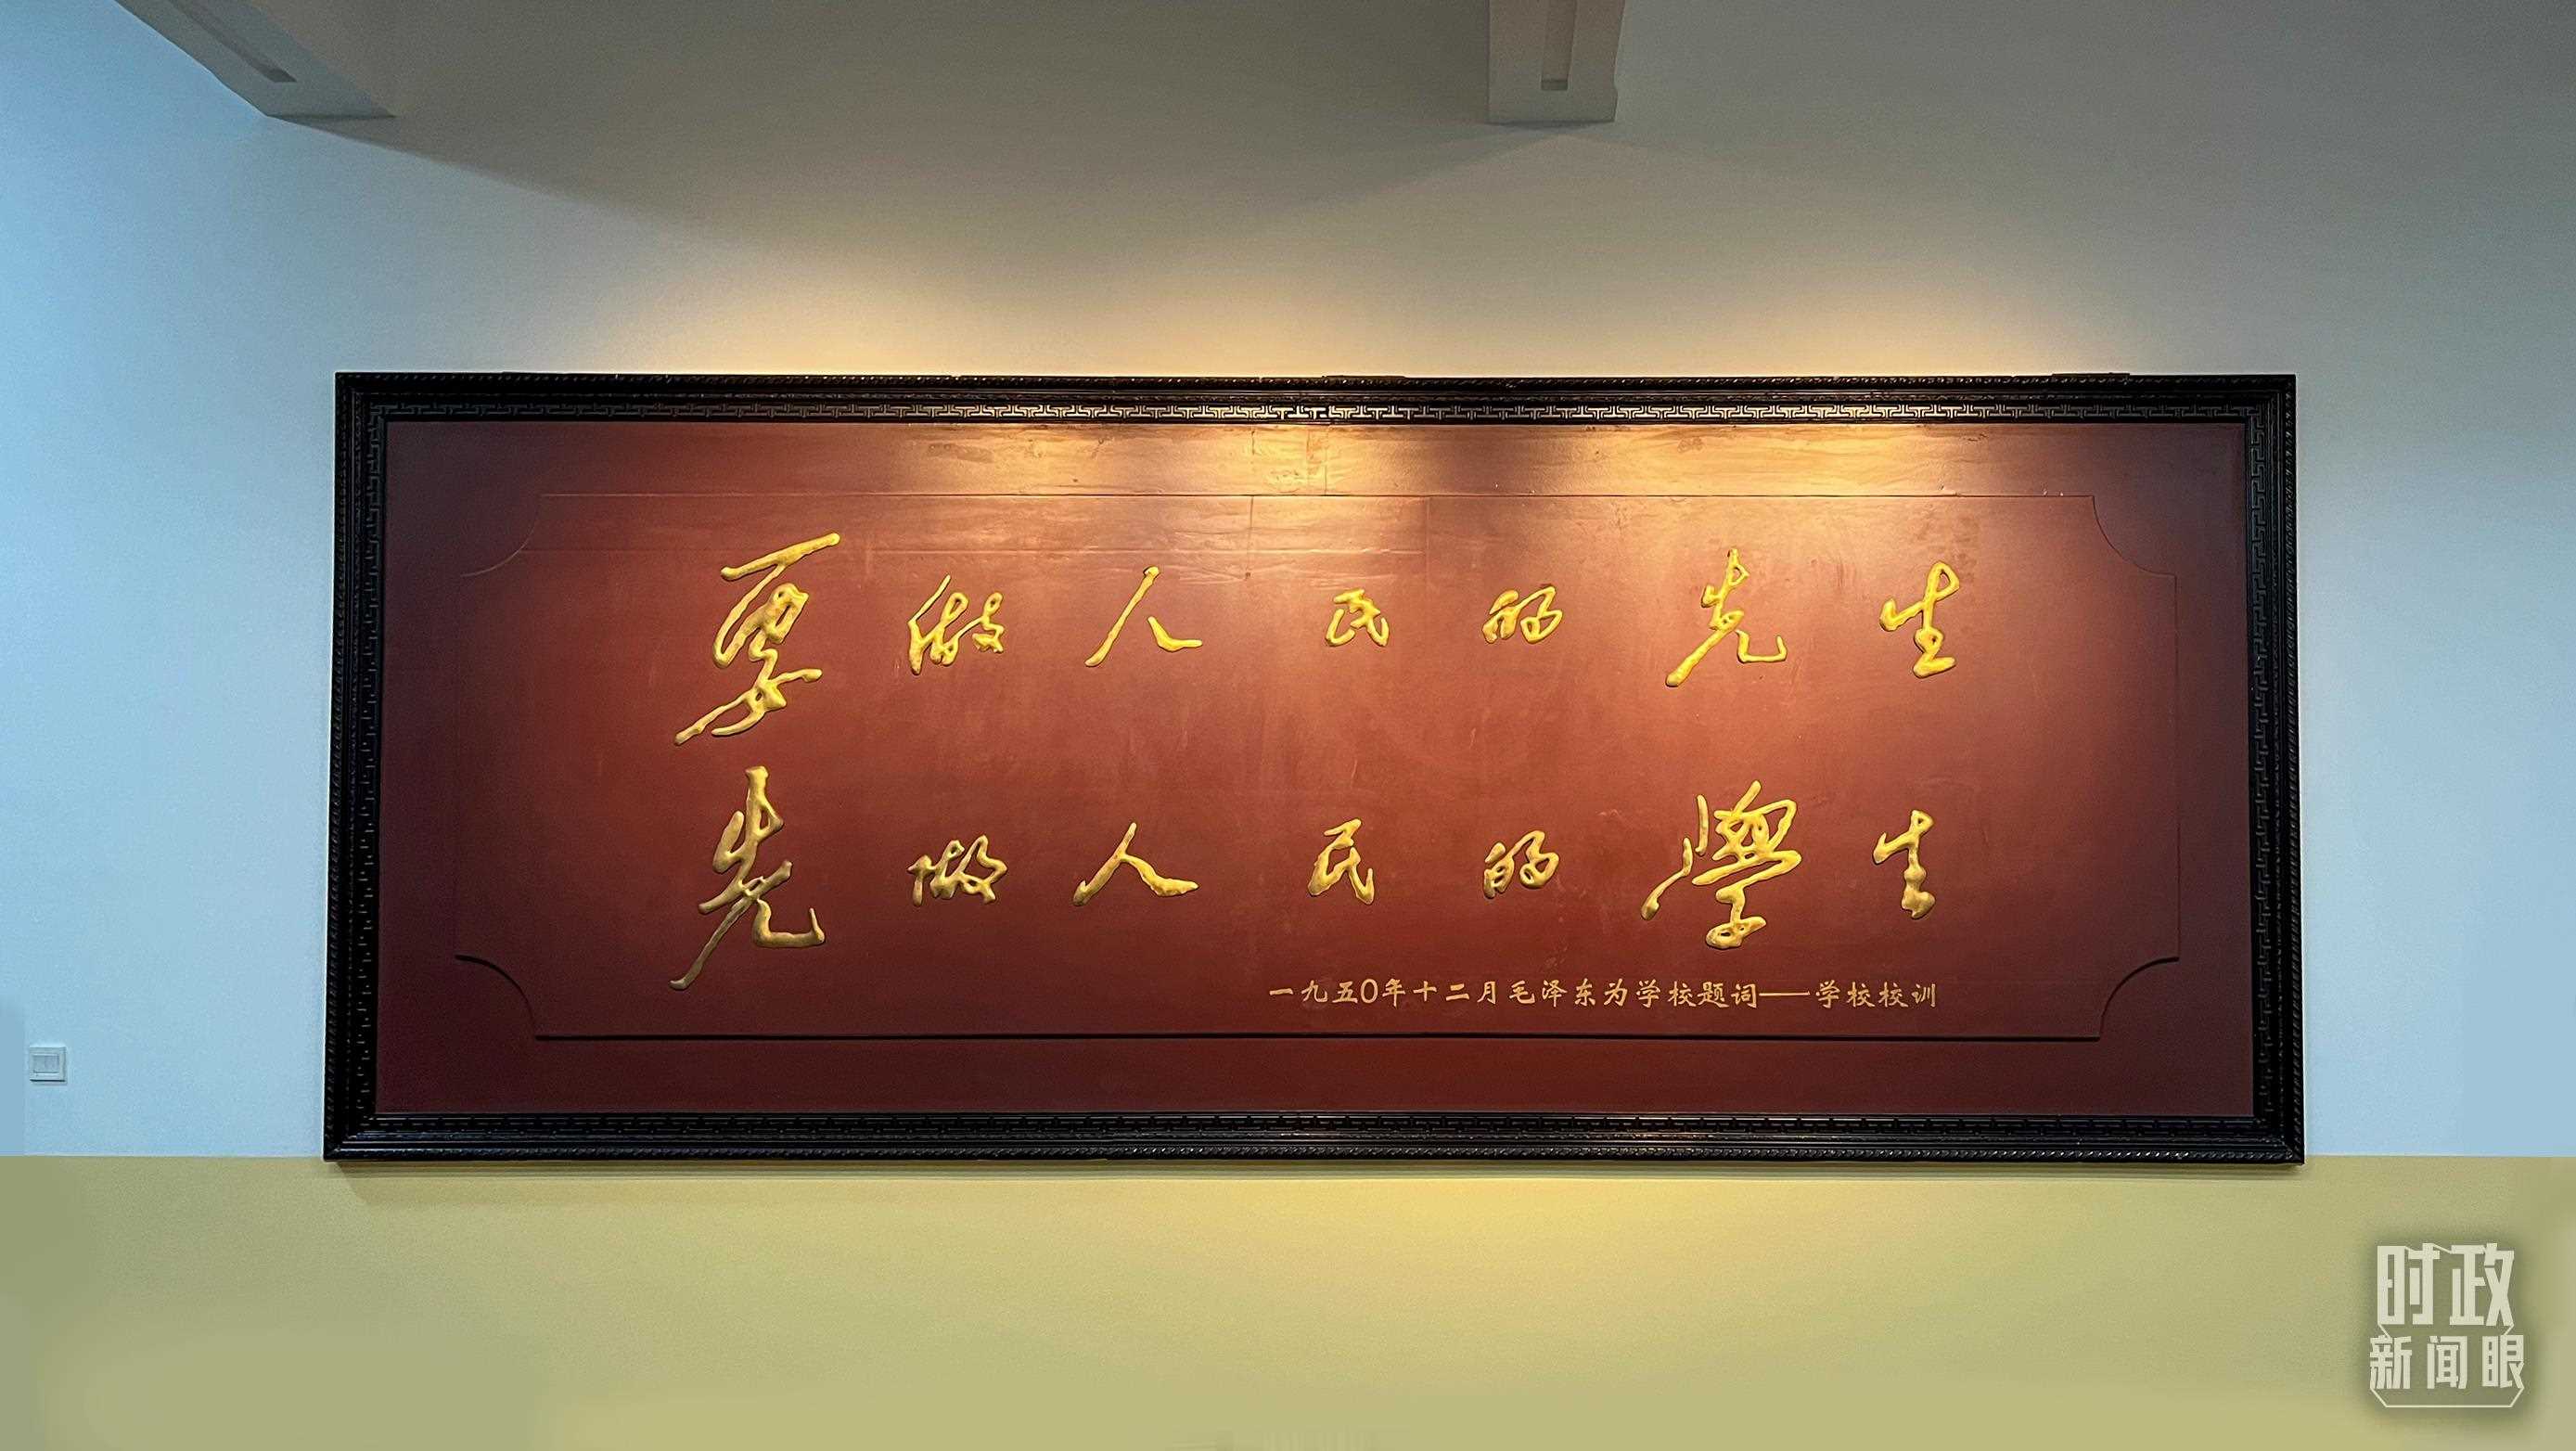 要做人民的先生
先做人民的學生
一九五〇年十二月毛泽东为学校题词——学校校训
时政
新闻眼